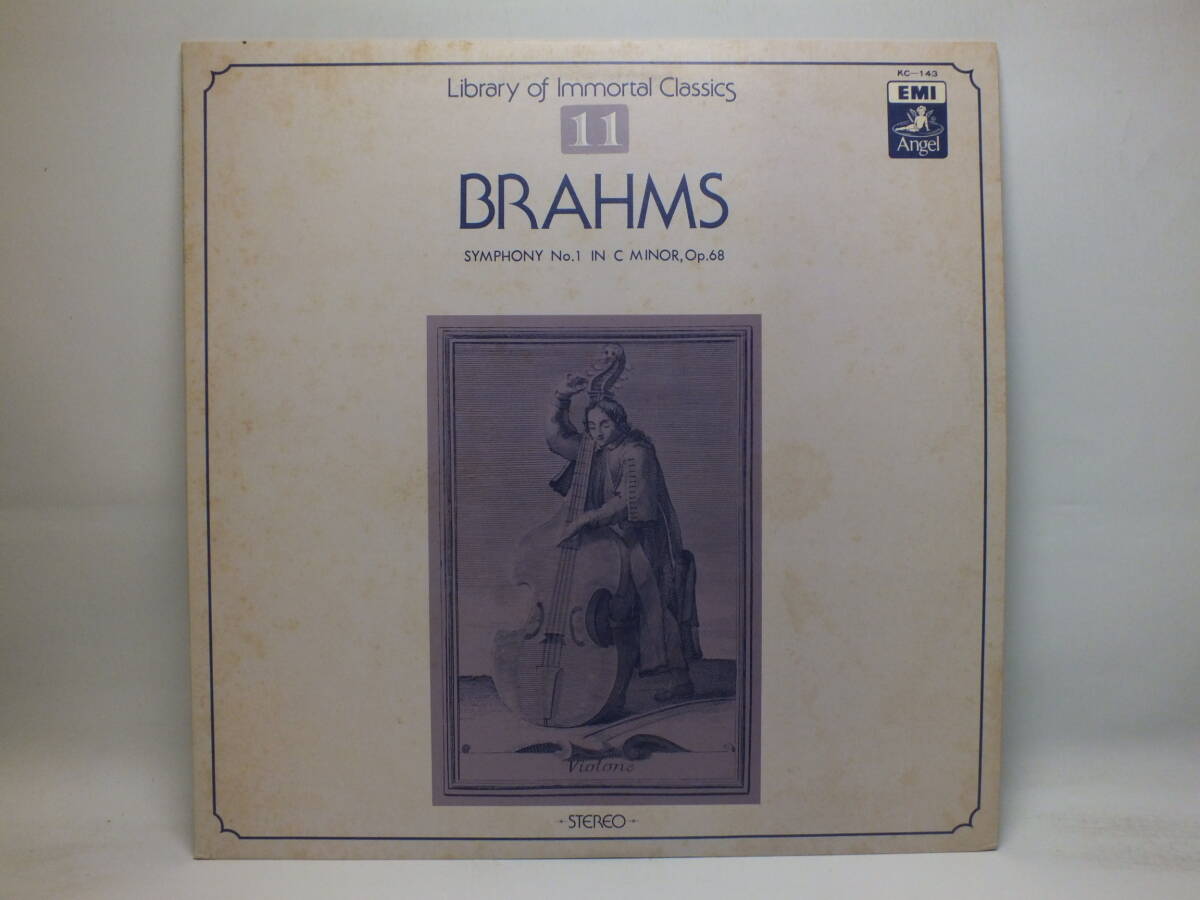 Library of Immortal Classics
KC-143
EMI
Angel
11
BRAHMS
SYMPHONY No.1 IN C MINOR, Op.68
Violone
STEREO